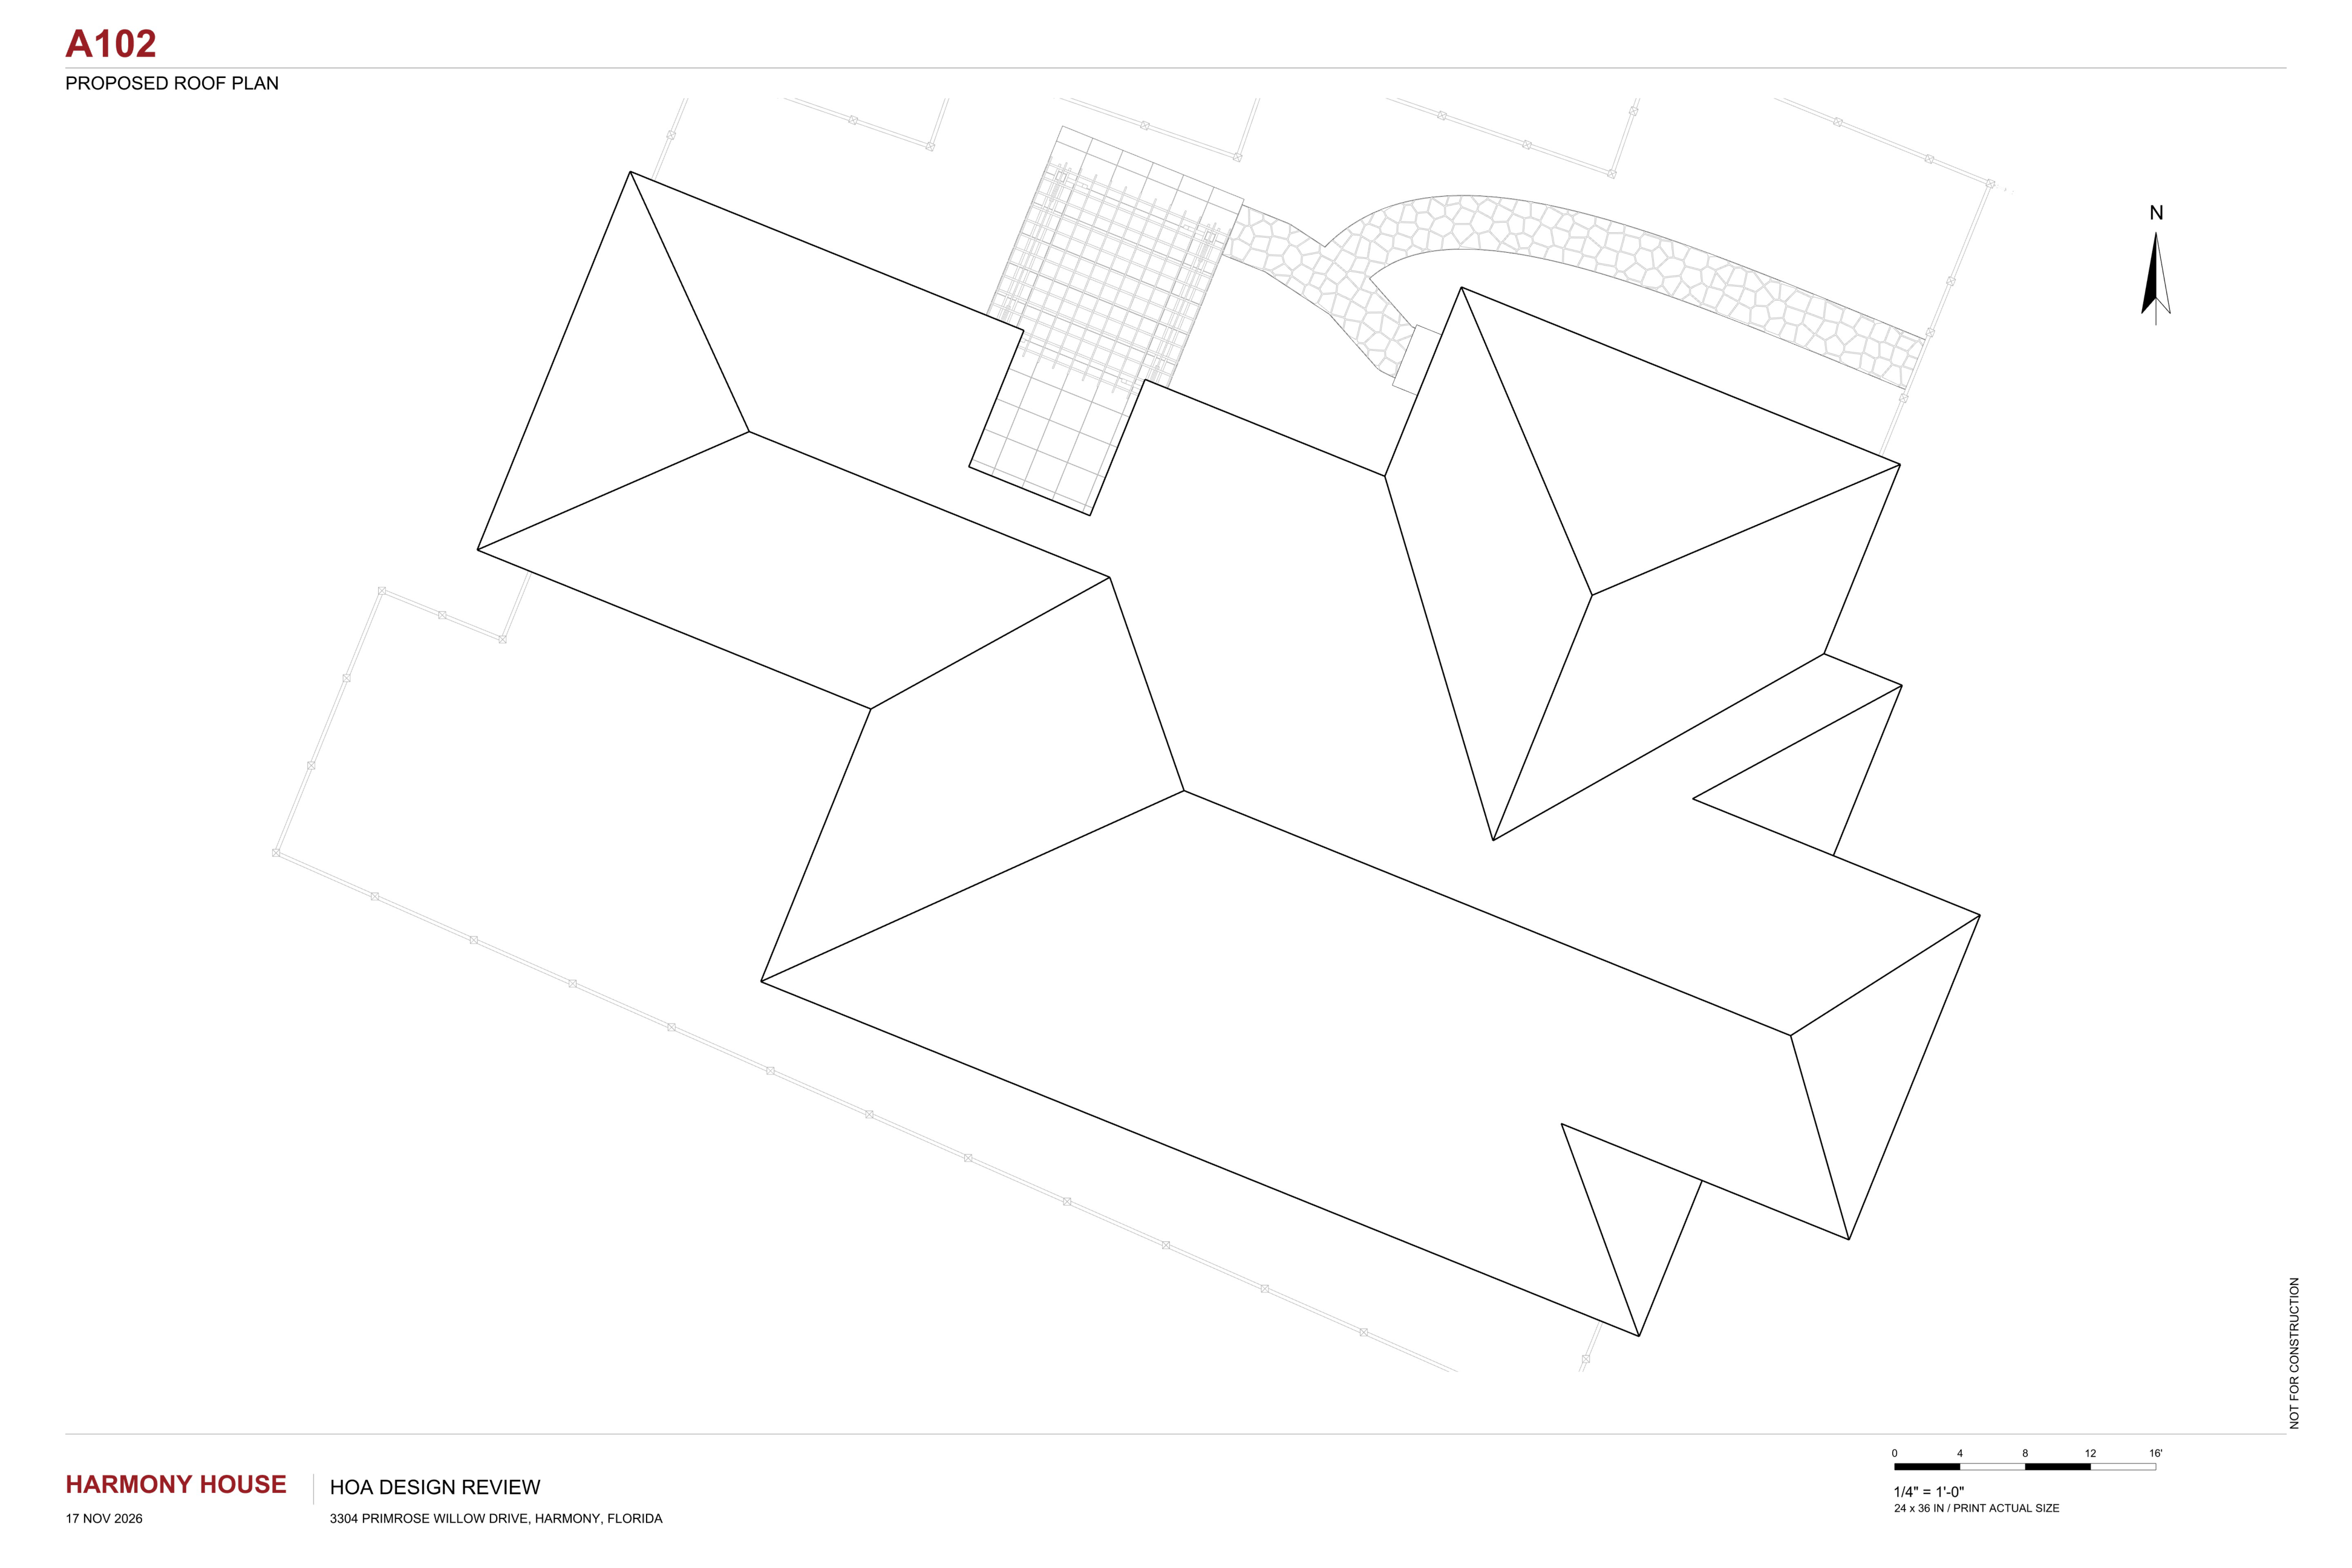 A102
PROPOSED ROOF PLAN
N
NOT FOR CONSTRUCTION
0 4 8 12 16'
1/4" = 1'-0"
24 x 36 IN / PRINT ACTUAL SIZE
HARMONY HOUSE
17 NOV 2026
HOA DESIGN REVIEW
3304 PRIMROSE WILLOW DRIVE, HARMONY, FLORIDA